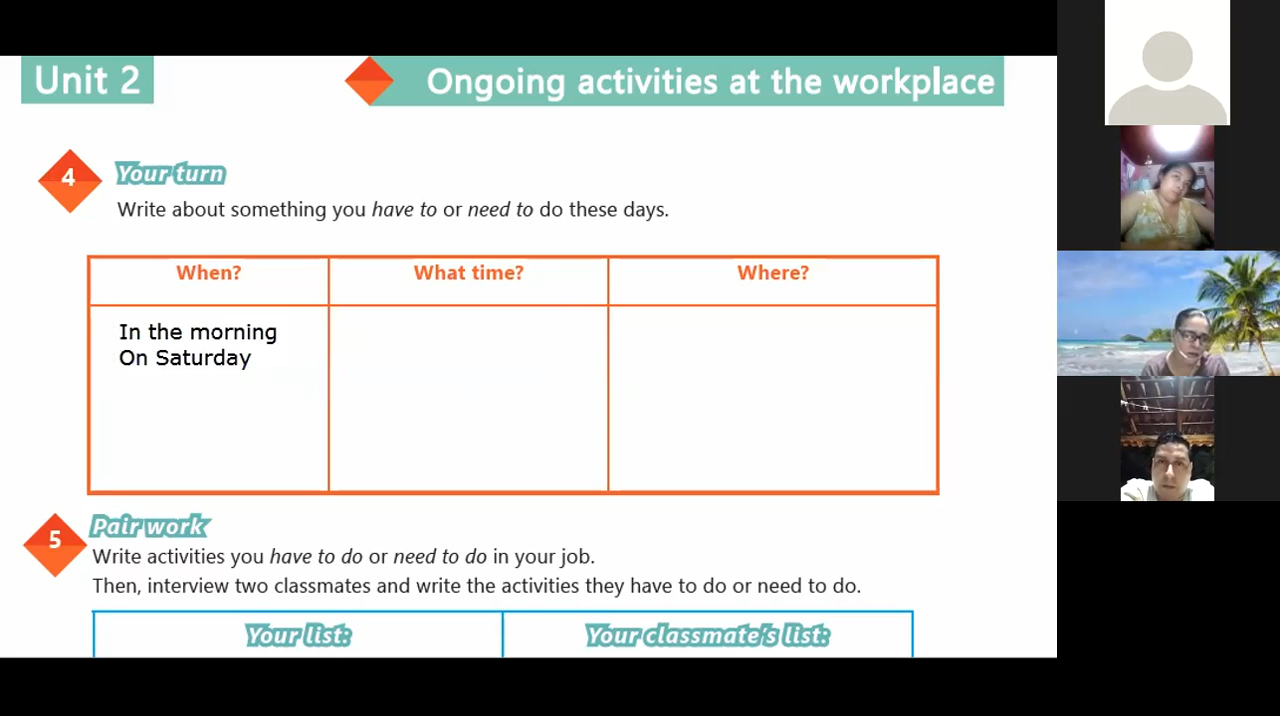 Unit 2
Ongoing activities at the workplace
4
Your turn
Write about something you have to or need to do these days.
When?
What time?
Where?
In the morning
On Saturday
5
Pair work
Write activities you have to do or need to do in your job.
Then, interview two classmates and write the activities they have to do or need to do.
Your list:
Your classmate's list: